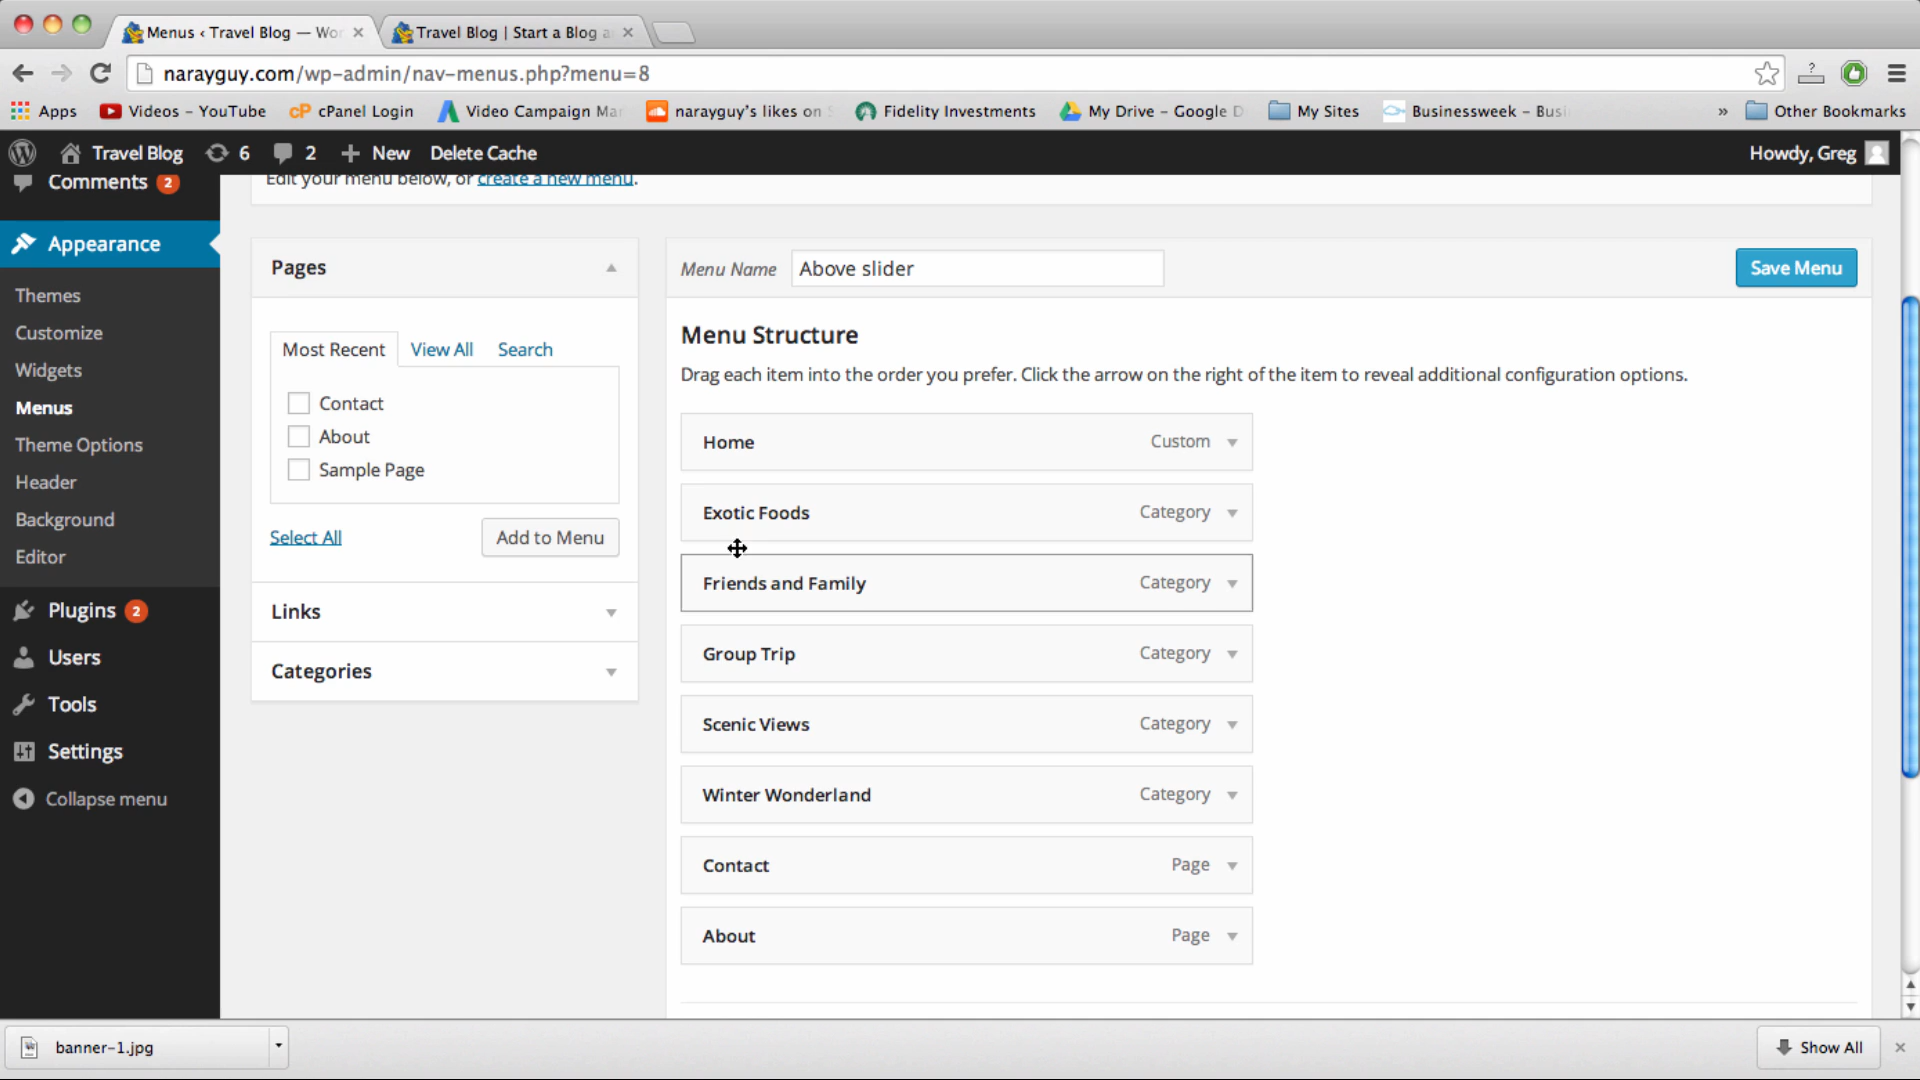 Menus ‹ Travel Blog — Wor
Travel Blog | Start a Blog a
narayguy.com/wp-admin/nav-menus.php?menu=8
?
Apps
Videos – YouTube
cP cPanel Login
Video Campaign Mar
narayguy's likes on S
Fidelity Investments
My Drive – Google D
My Sites
Businessweek – Busi
»
Other Bookmarks
Travel Blog
6
2
New
Delete Cache
Howdy, Greg
Comments 2
Appearance
Themes
Customize
Widgets
Menus
Theme Options
Header
Background
Editor
Plugins 2
Users
Tools
Settings
Collapse menu
Edit your menu below, or create a new menu.
Pages
Most Recent
View All
Search
Contact
About
Sample Page
Select All
Add to Menu
Links
Categories
Menu Name
Above slider
Save Menu
Menu Structure
Drag each item into the order you prefer. Click the arrow on the right of the item to reveal additional configuration options.
Home Custom
Exotic Foods Category
Friends and Family Category
Group Trip Category
Scenic Views Category
Winter Wonderland Category
Contact Page
About Page
banner-1.jpg
Show All